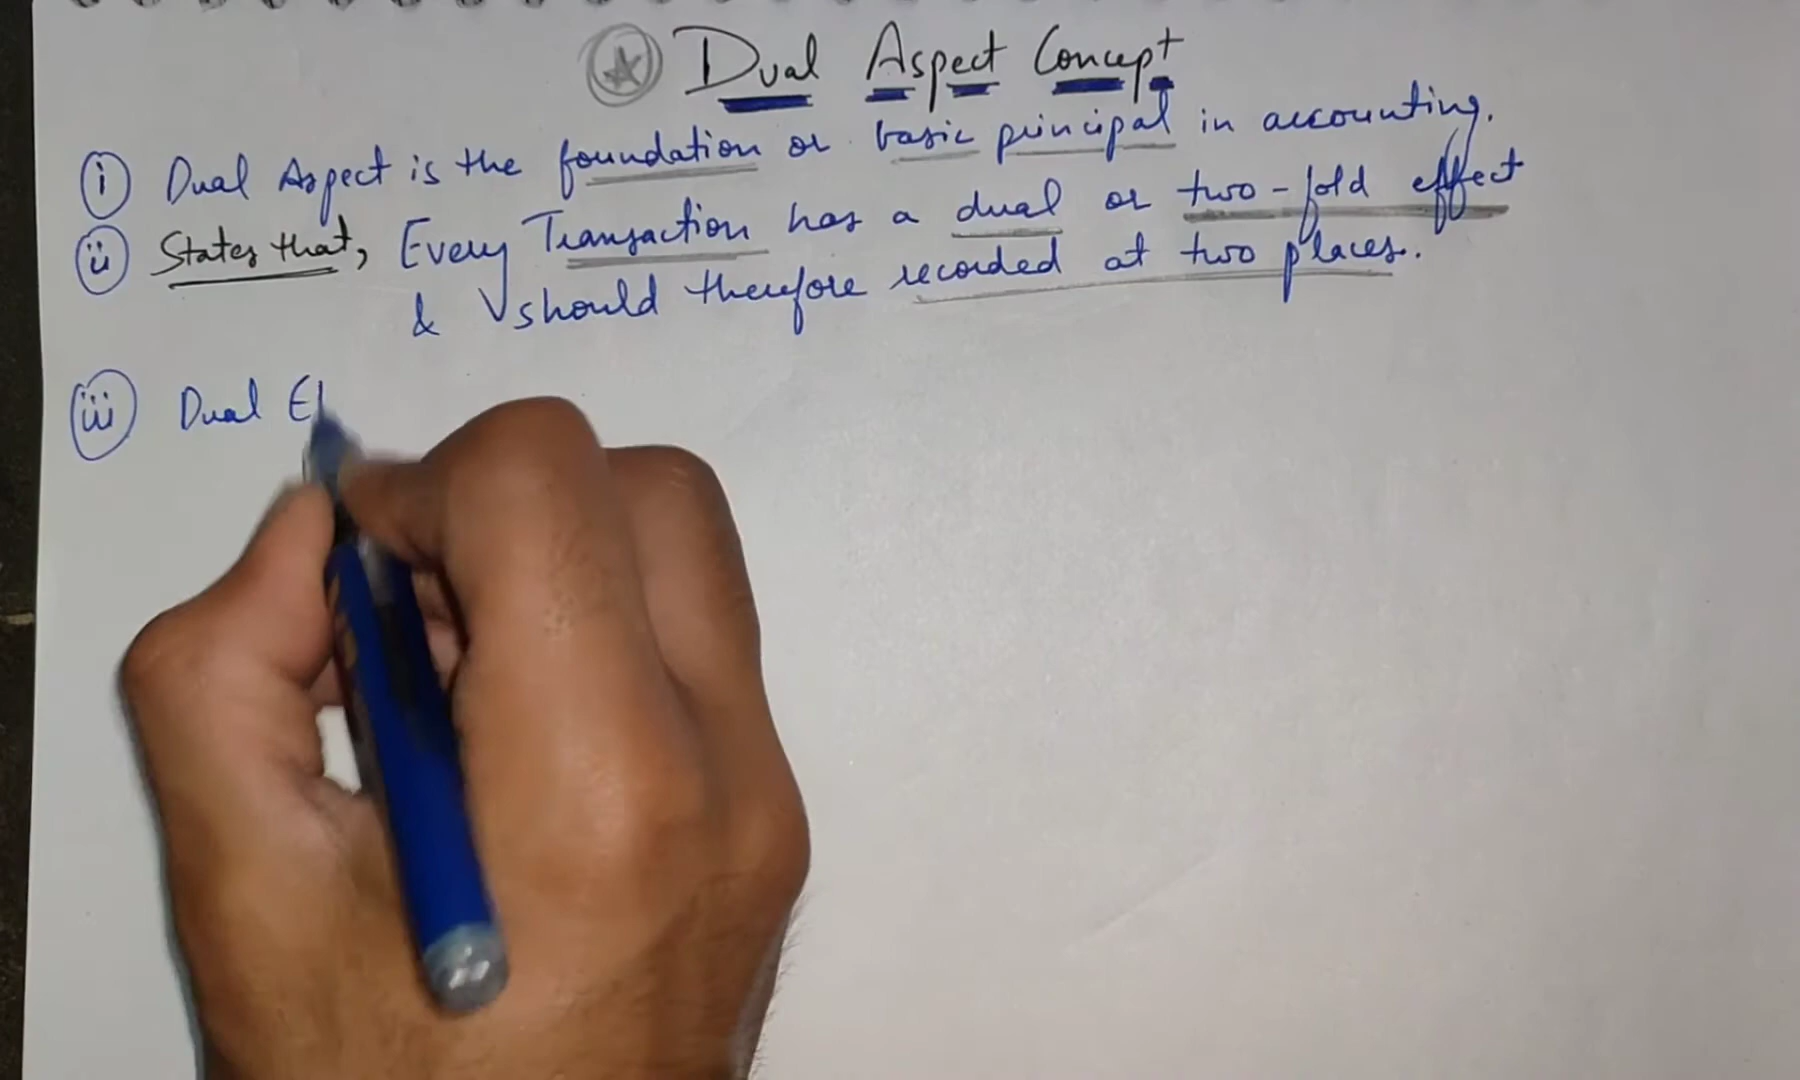 Dual Aspect Concept
i Dual Aspect is the foundation or basic principal in accounting.
ii States that, Every Transaction has a dual or two-fold effect
& should therefore recorded at two places.
iii Dual E